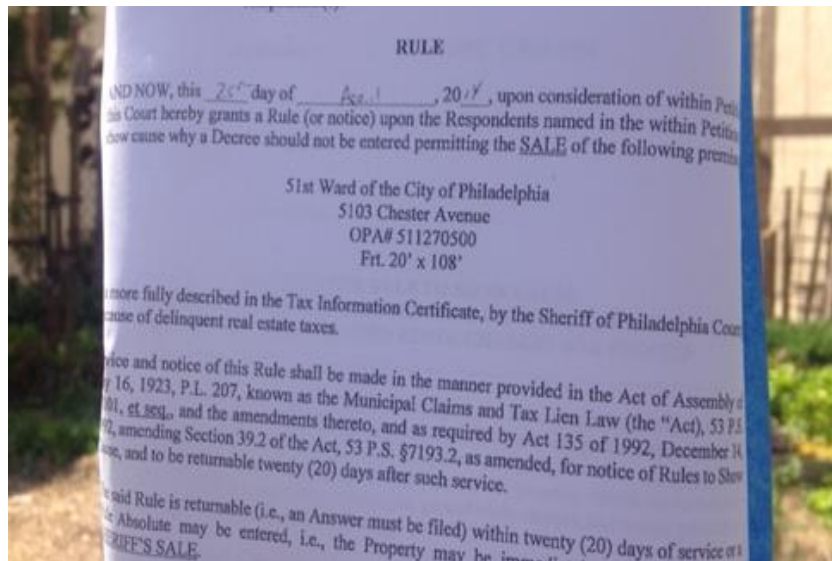 RULE
AND NOW, this 25th day of April, 2014, upon consideration of within
Court hereby grants a Rule (or notice) upon the Respondents named in the within
cause why a Decree should not be entered permitting the SALE of the following
51st Ward of the City of Philadelphia
5103 Chester Avenue
OPA# 511270500
Frt. 20' x 108'
more fully described in the Tax Information Certificate, by the Sheriff of Philadelphia
of delinquent real estate taxes.
and notice of this Rule shall be made in the manner provided in the Act of Assembly
16, 1923, P.L. 207, known as the Municipal Claims and Tax Lien Law (the "Act), 53 P.S.
et seq., and the amendments thereto, and as required by Act 135 of 1992, December 14,
amending Section 39.2 of the Act, 53 P.S. §7193.2, as amended, for notice of Rules to Show
and to be returnable twenty (20) days after such service.
said Rule is returnable (i.e., an Answer must be filed) within twenty (20) days of service or
Absolute may be entered, i.e., the Property may be
SALE.